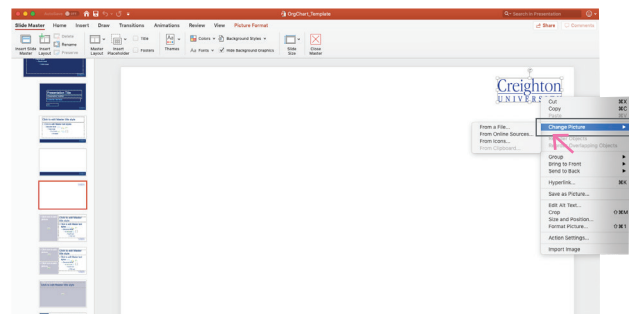 OrgChart_Template
Search in Presentation
Slide Master Home Insert Draw Transitions Animations Review View Picture Format
Share Comments
Delete
Rename
Preserve
Insert Slide Master
Insert Layout
Master Layout
Insert Placeholder
Title
Footers
Themes
Colors
Background Styles
Fonts
Hide Background Graphics
Slide Size
Close Master
Presentation Title
Click to edit Master title style
Creighton
UNIVERSITY
Cut ⌘X
Copy ⌘C
Paste ⌘V
Change Picture
From a File...
From Online Sources...
From Icons...
From Clipboard...
Overlapping Objects
Group
Bring to Front
Send to Back
Hyperlink... ⌘K
Save as Picture...
Edit Alt Text...
Crop ⇧⌘M
Size and Position...
Format Picture... ⇧⌘1
Action Settings...
Import Image